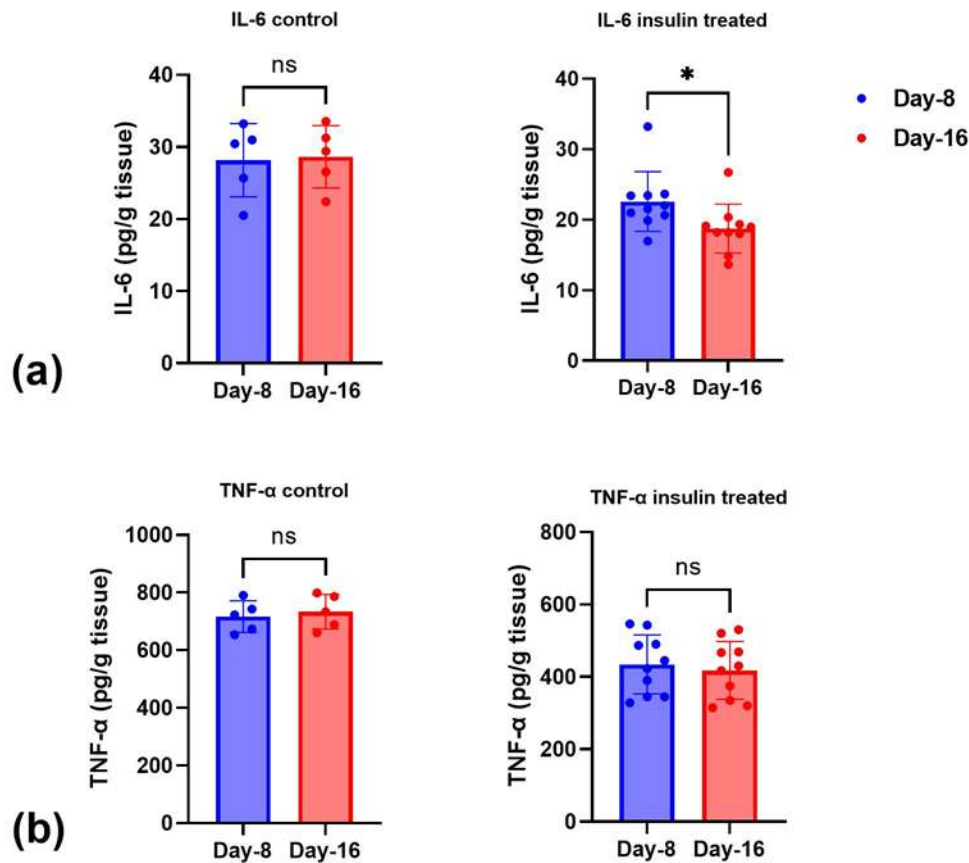 IL-6 control
ns
40
30
20
10
0
IL-6 (pg/g tissue)
Day-8 Day-16
IL-6 insulin treated
*
40
30
20
10
0
IL-6 (pg/g tissue)
Day-8 Day-16
Day-8
Day-16
(a)
TNF-α control
ns
1000
800
600
400
200
0
TNF-α (pg/g tissue)
Day-8 Day-16
TNF-α insulin treated
ns
800
600
400
200
0
TNF-α (pg/g tissue)
Day-8 Day-16
(b)